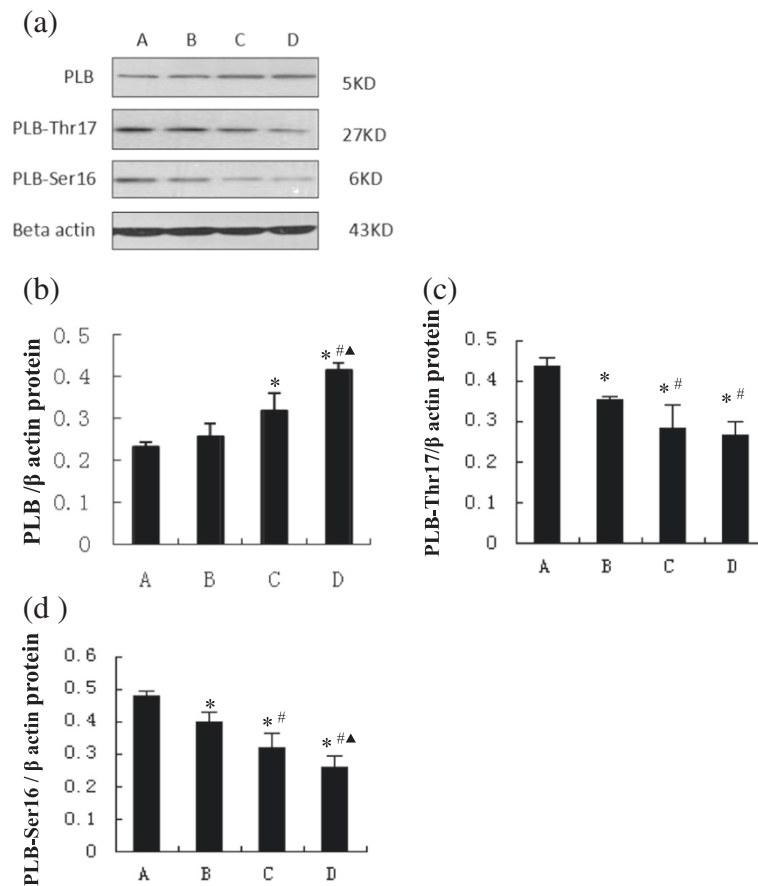 (a)
A B C D
PLB 5KD
PLB-Thr17 27KD
PLB-Ser16 6KD
Beta actin 43KD
(b)
PLB /β actin protein
0.5
0.4
0.3
0.2
0.1
0
*
* #▲
A B C D
(c)
PLB-Thr17/β actin protein
0.5
0.4
0.3
0.2
0.1
0
*
* #
* #
A B C D
(d )
PLB-Ser16 / β actin protein
0.6
0.5
0.4
0.3
0.2
0.1
0
*
* #
* #▲
A B C D